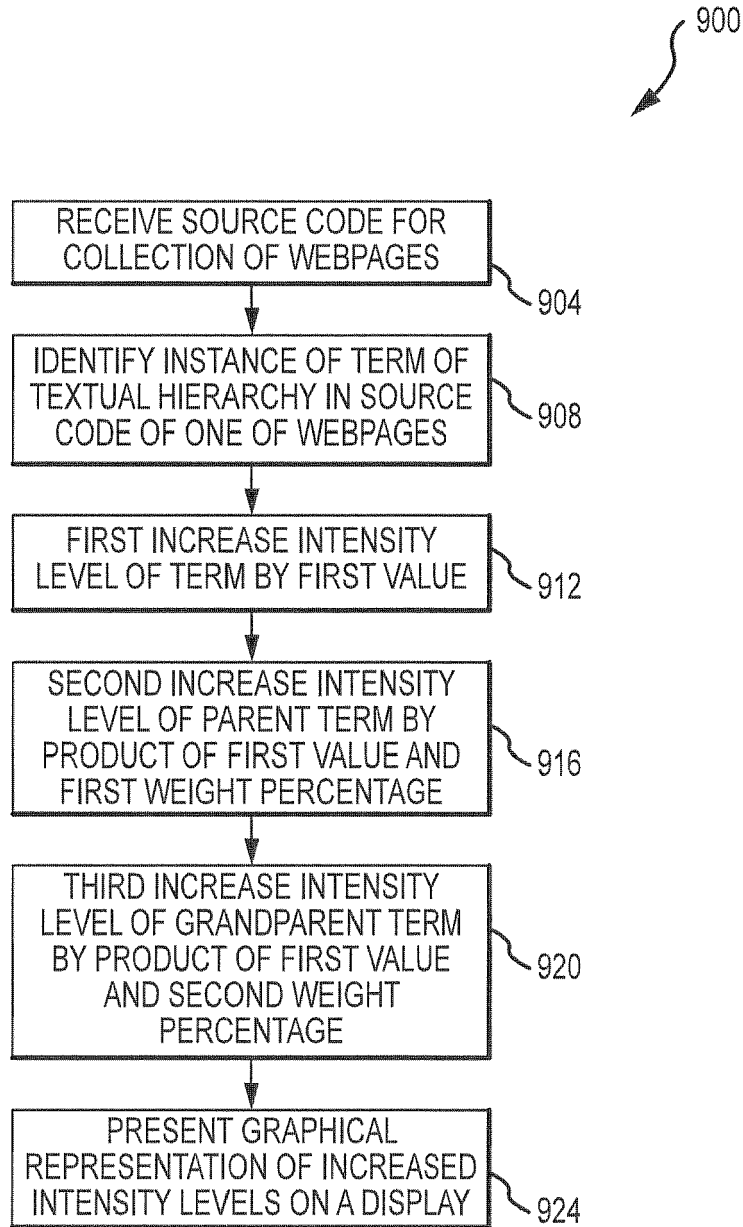 900
RECEIVE SOURCE CODE FOR
COLLECTION OF WEBPAGES
904
IDENTIFY INSTANCE OF TERM OF
TEXTUAL HIERARCHY IN SOURCE
CODE OF ONE OF WEBPAGES
908
FIRST INCREASE INTENSITY
LEVEL OF TERM BY FIRST VALUE
912
SECOND INCREASE INTENSITY
LEVEL OF PARENT TERM BY
PRODUCT OF FIRST VALUE AND
FIRST WEIGHT PERCENTAGE
916
THIRD INCREASE INTENSITY
LEVEL OF GRANDPARENT TERM
BY PRODUCT OF FIRST VALUE
AND SECOND WEIGHT
PERCENTAGE
920
PRESENT GRAPHICAL
REPRESENTATION OF INCREASED
INTENSITY LEVELS ON A DISPLAY
924